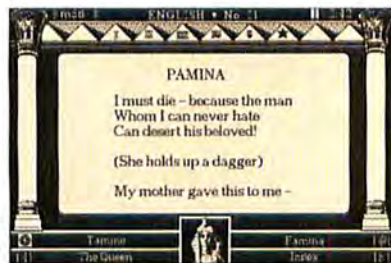 ENGLISH • No 21
PAMINA
I must die – because the man
Whom I can never hate
Can desert his beloved!
(She holds up a dagger)
My mother gave this to me –
Tamino
Pamina
The Queen
Index